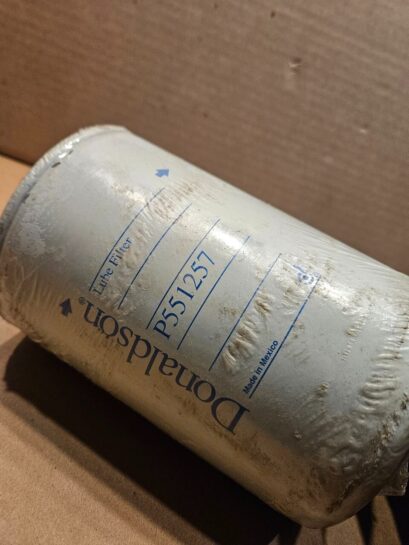 Donaldson®
Lube Filter
P551257
Made in Mexico